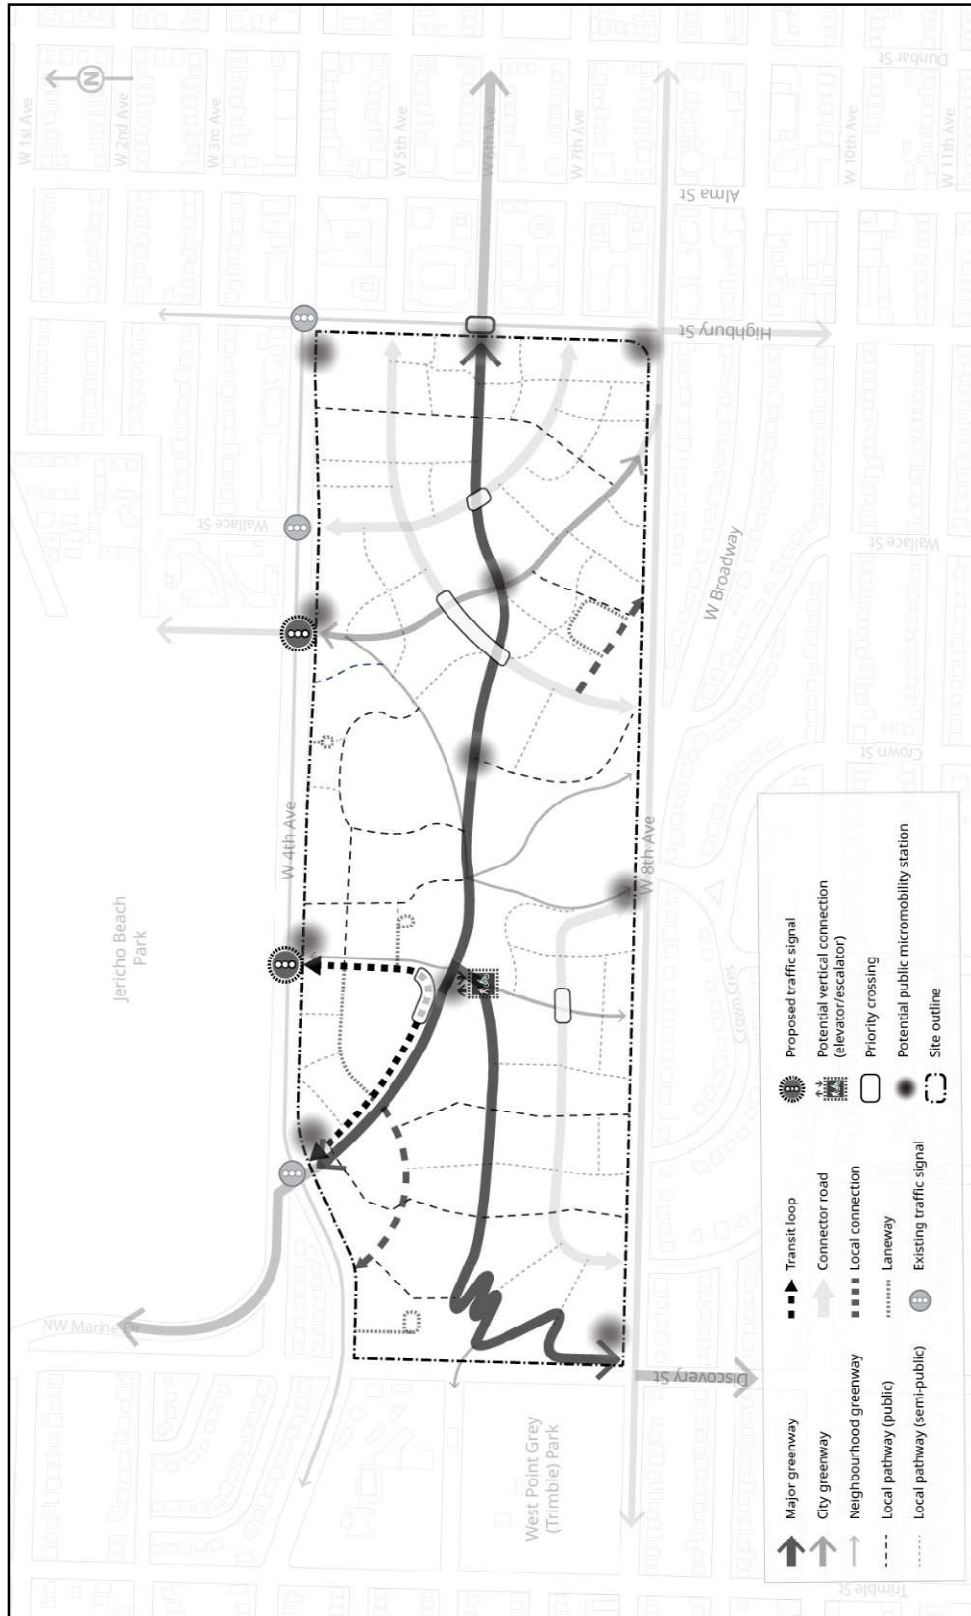 N
W 1st Ave
W 2nd Ave
W 3rd Ave
W 5th Ave
W 6th Ave
W 7th Ave
W 10th Ave
W 11th Ave
Dunbar St
Alma St
Highbury St
Wallace St
Wallace St
W Broadway
Crown St
Jericho Beach
Park
W 4th Ave
W 8th Ave
Crown Cres
NW Marine Dr
Discovery St
West Point Grey
(Trimble) Park
Trimble St
Major greenway
City greenway
Neighbourhood greenway
Local pathway (public)
Local pathway (semi-public)
Transit loop
Connector road
Local connection
Laneway
Existing traffic signal
Proposed traffic signal
Potential vertical connection
(elevator/escalator)
Priority crossing
Potential public micromobility station
Site outline